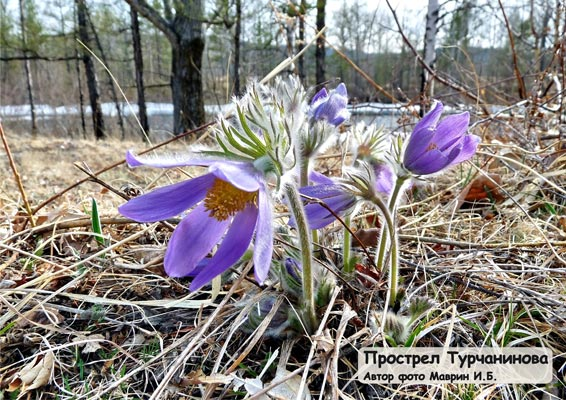 Прострел Турчанинова
Автор фото Маврин И.Б.